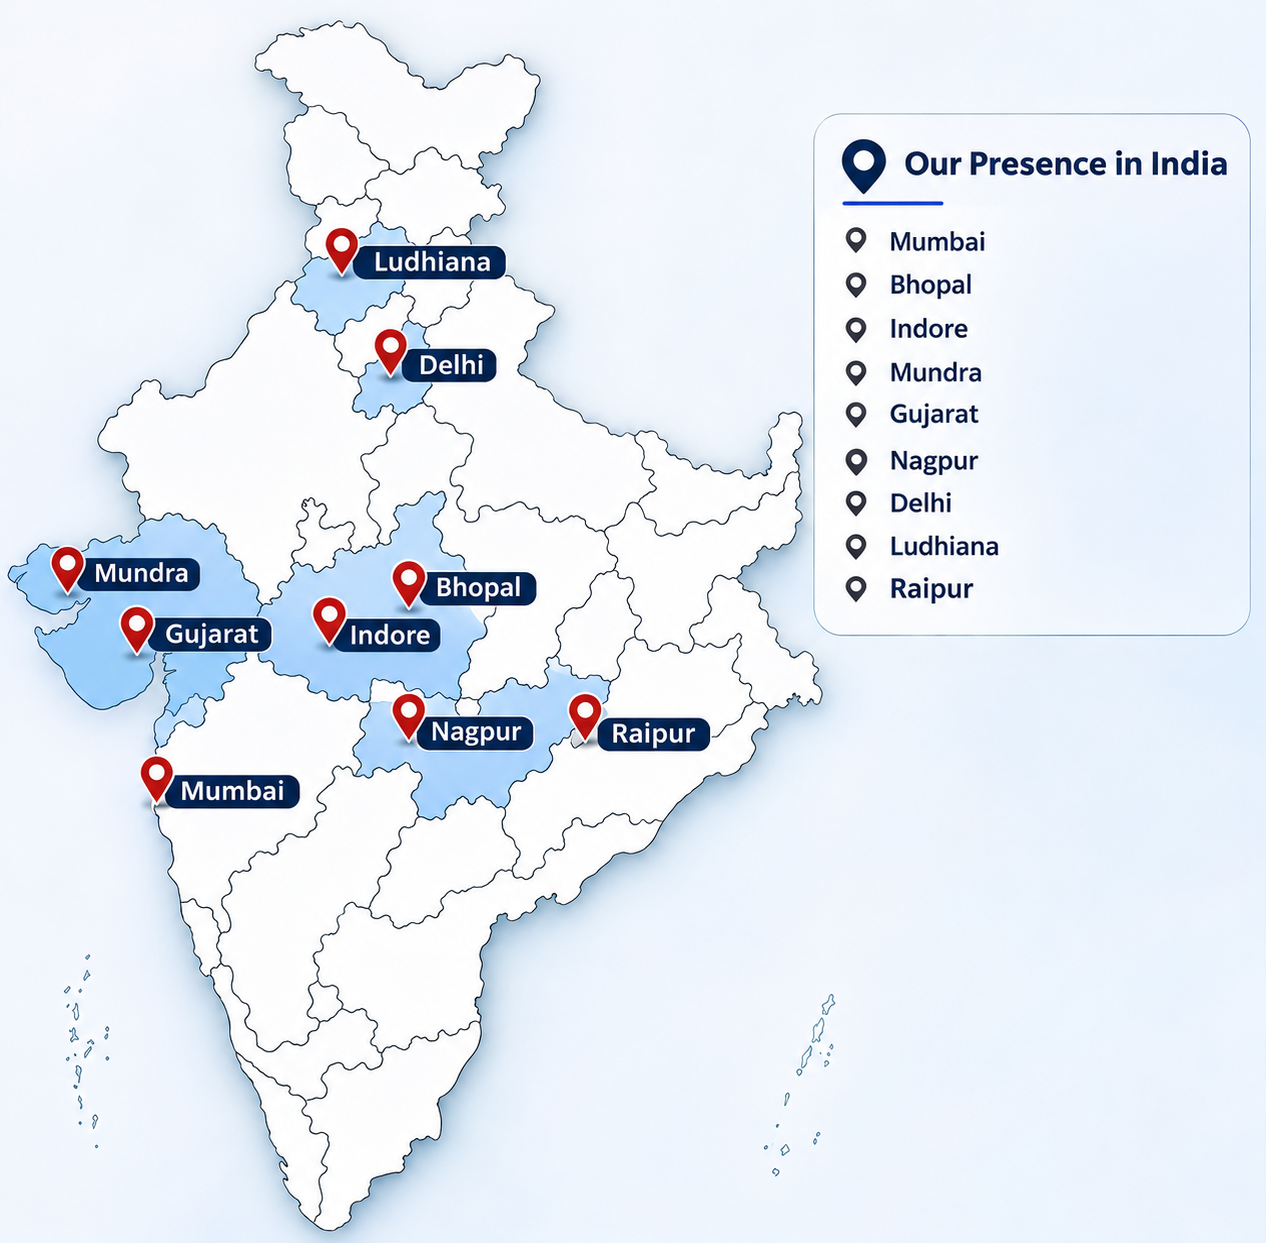 Our Presence in India
Mumbai
Bhopal
Indore
Mundra
Gujarat
Nagpur
Delhi
Ludhiana
Raipur
Ludhiana
Delhi
Mundra
Bhopal
Gujarat
Indore
Nagpur
Raipur
Mumbai